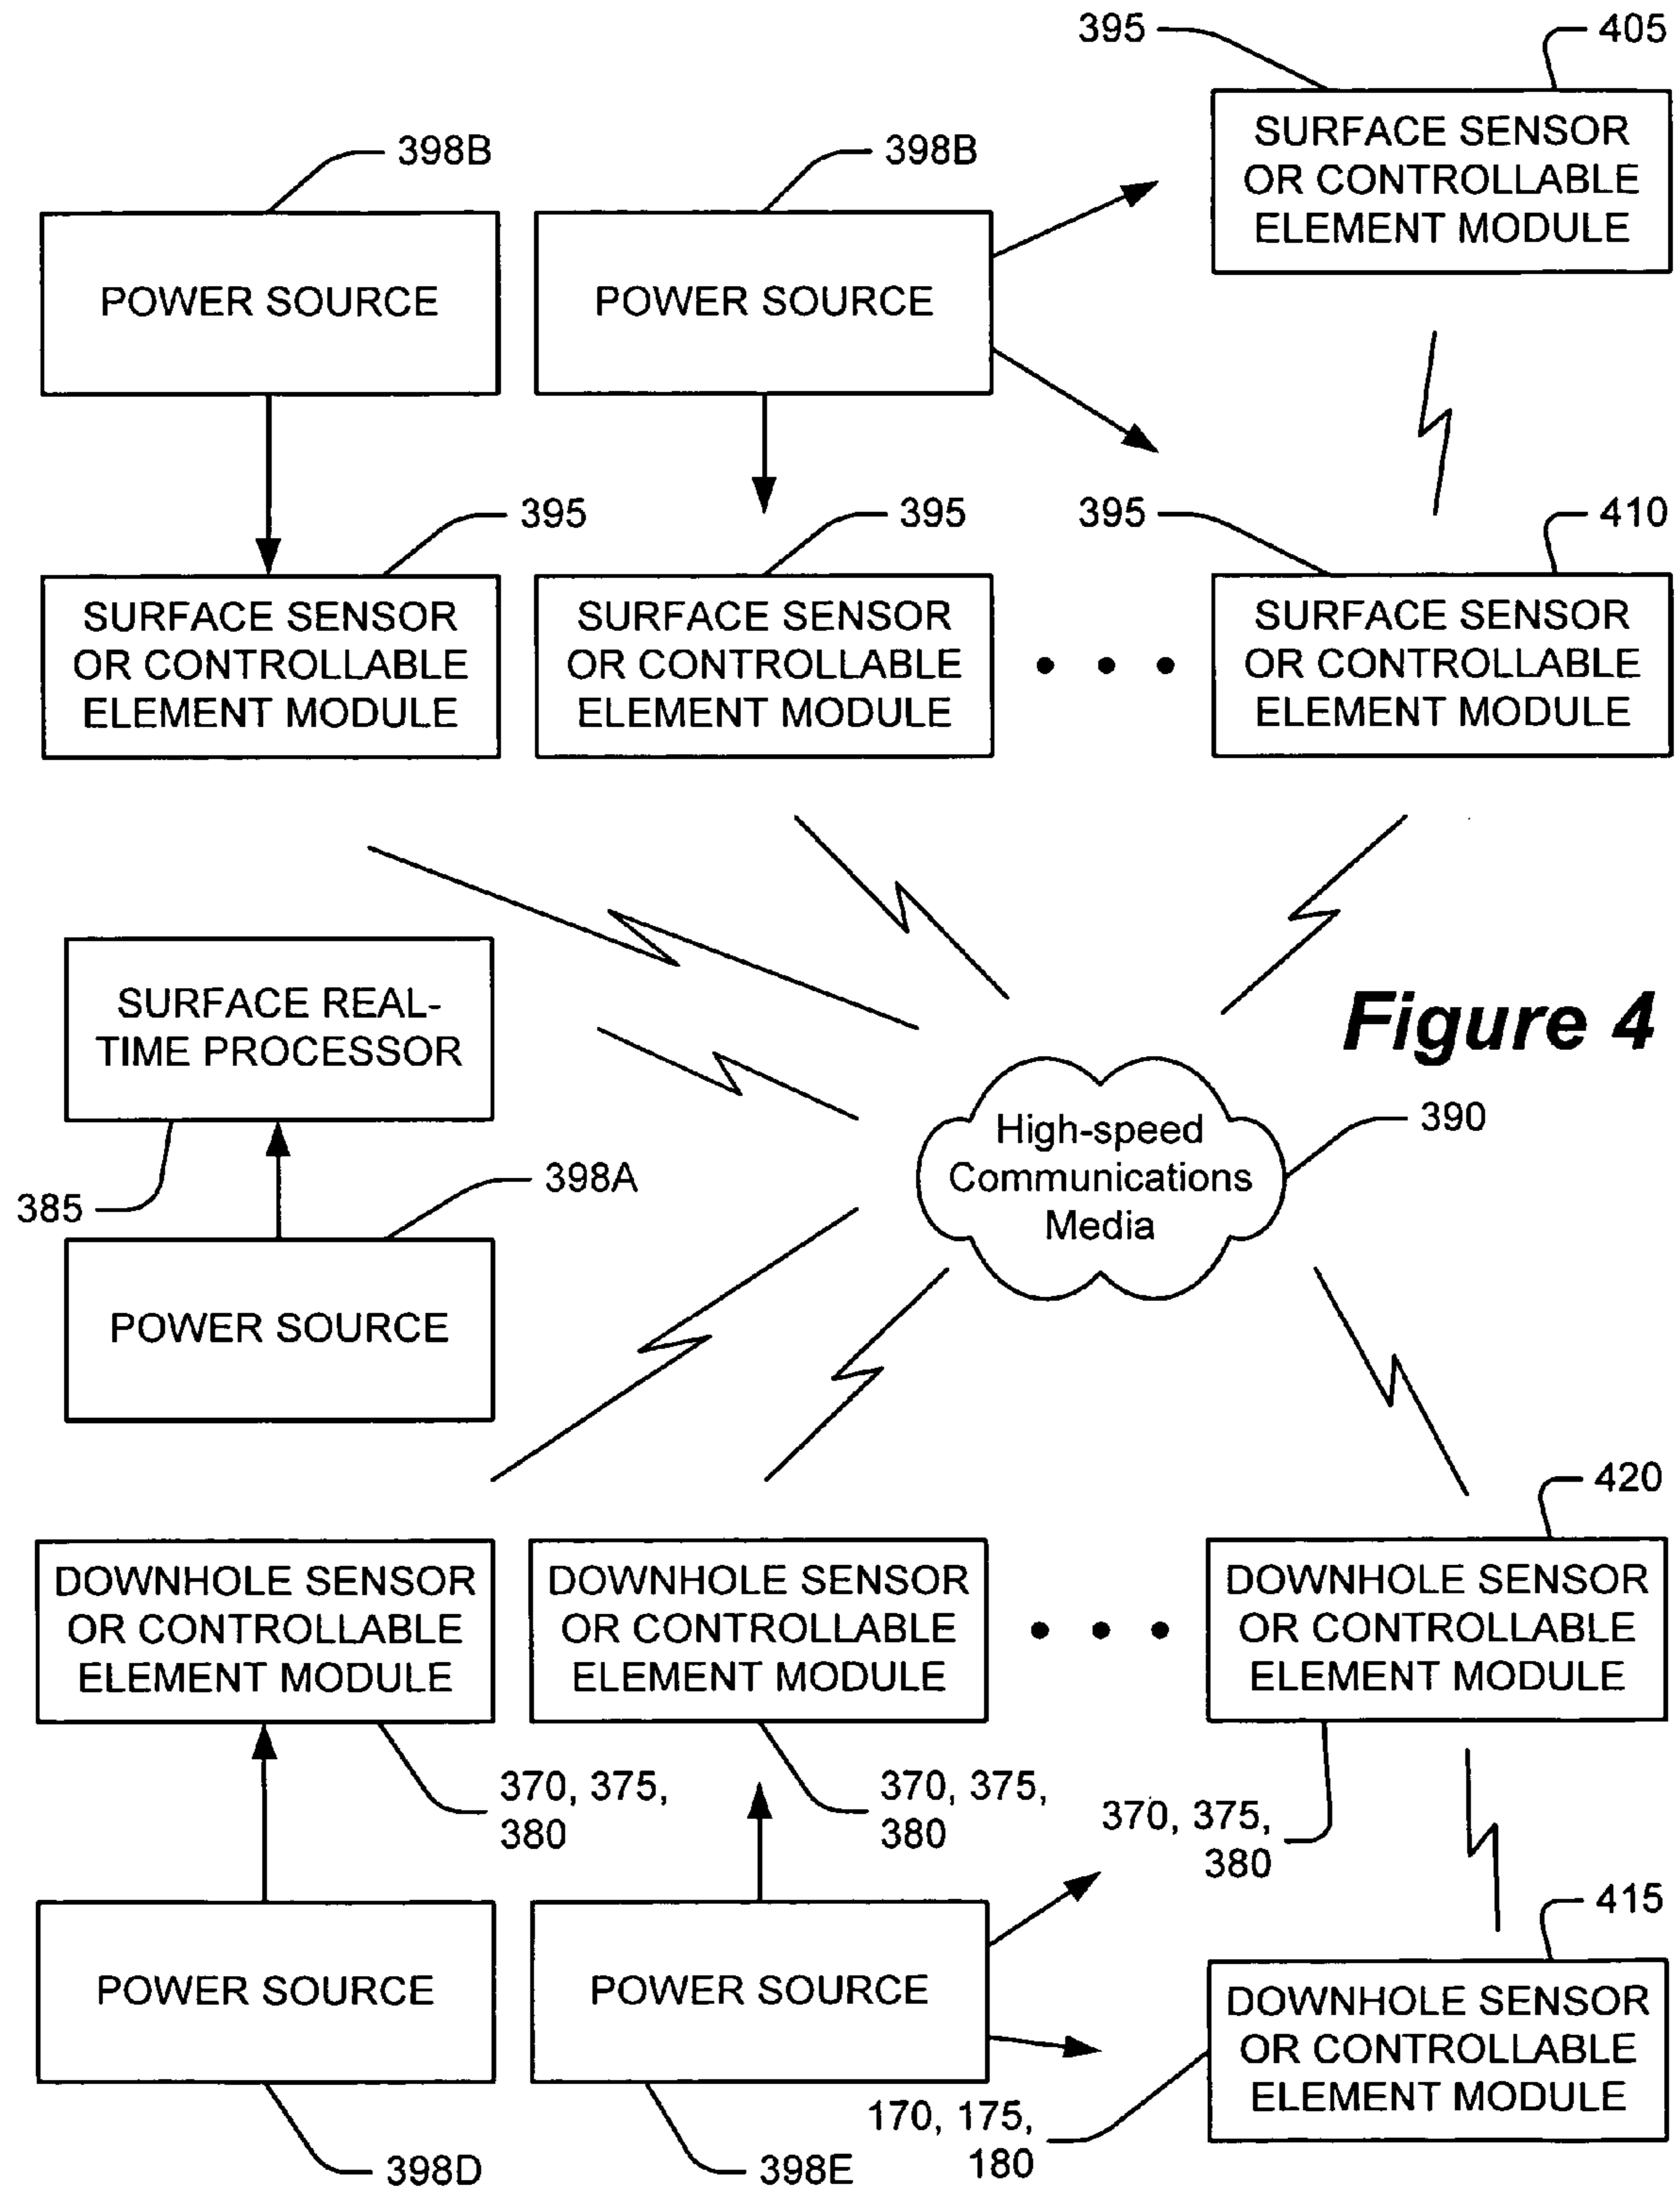 395
405
SURFACE SENSOR
OR CONTROLLABLE
ELEMENT MODULE
398B
398B
POWER SOURCE
POWER SOURCE
395
395
395
410
SURFACE SENSOR
OR CONTROLLABLE
ELEMENT MODULE
SURFACE SENSOR
OR CONTROLLABLE
ELEMENT MODULE
SURFACE SENSOR
OR CONTROLLABLE
ELEMENT MODULE
SURFACE REAL-
TIME PROCESSOR
Figure 4
385
398A
High-speed
Communications
Media
390
POWER SOURCE
420
DOWNHOLE SENSOR
OR CONTROLLABLE
ELEMENT MODULE
DOWNHOLE SENSOR
OR CONTROLLABLE
ELEMENT MODULE
DOWNHOLE SENSOR
OR CONTROLLABLE
ELEMENT MODULE
370, 375,
380
370, 375,
380
370, 375,
380
415
POWER SOURCE
POWER SOURCE
DOWNHOLE SENSOR
OR CONTROLLABLE
ELEMENT MODULE
398D
398E
170, 175,
180